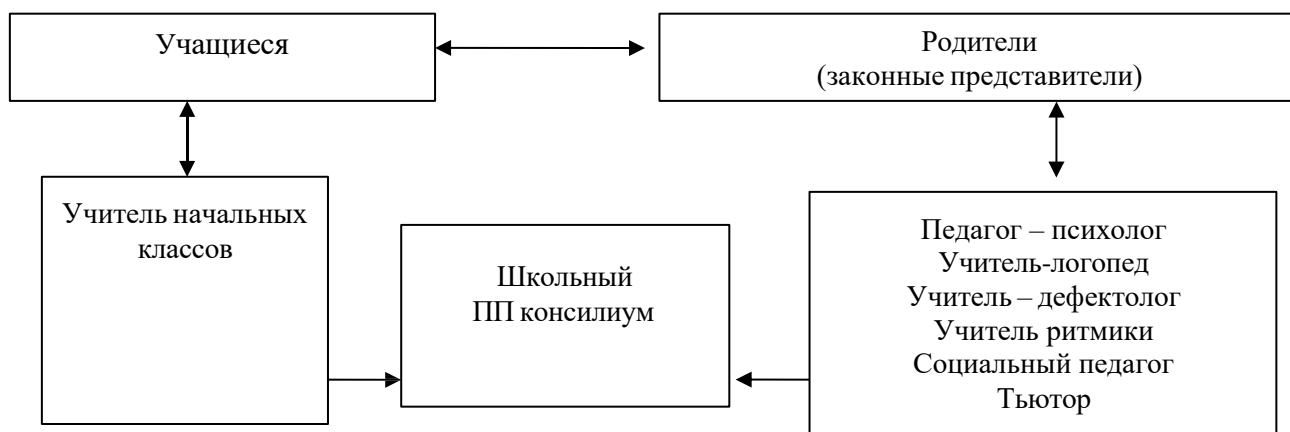 Учащиеся
Родители
(законные представители)
Учитель начальных
классов
Школьный
ПП консилиум
Педагог – психолог
Учитель-логопед
Учитель – дефектолог
Учитель ритмики
Социальный педагог
Тьютор